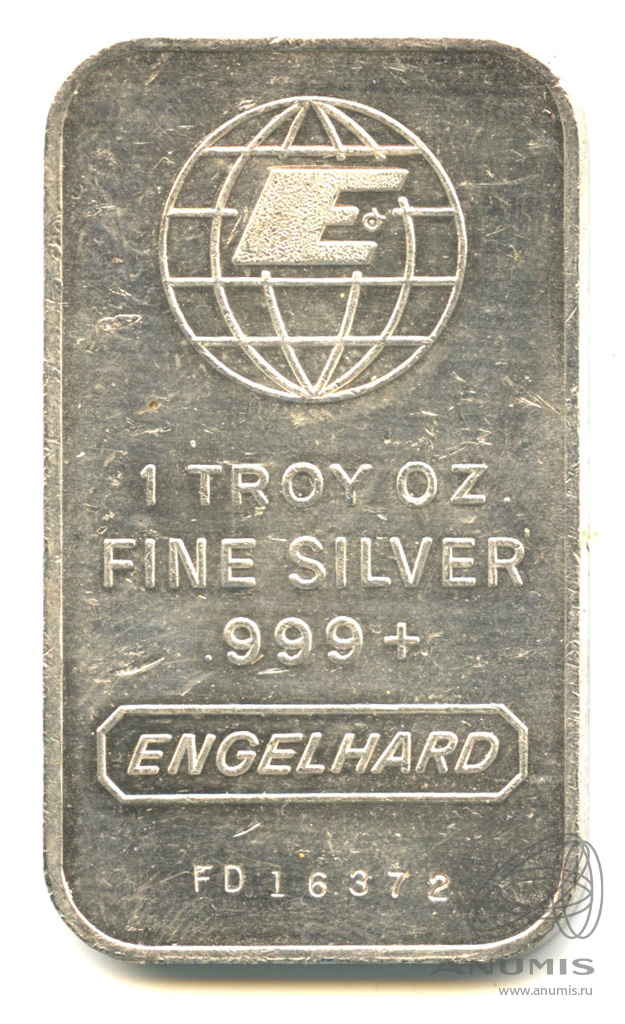 E
1 TROY OZ.
FINE SILVER
.999+
ENGELHARD
FD 16372
ANUMIS
www.anumis.ru